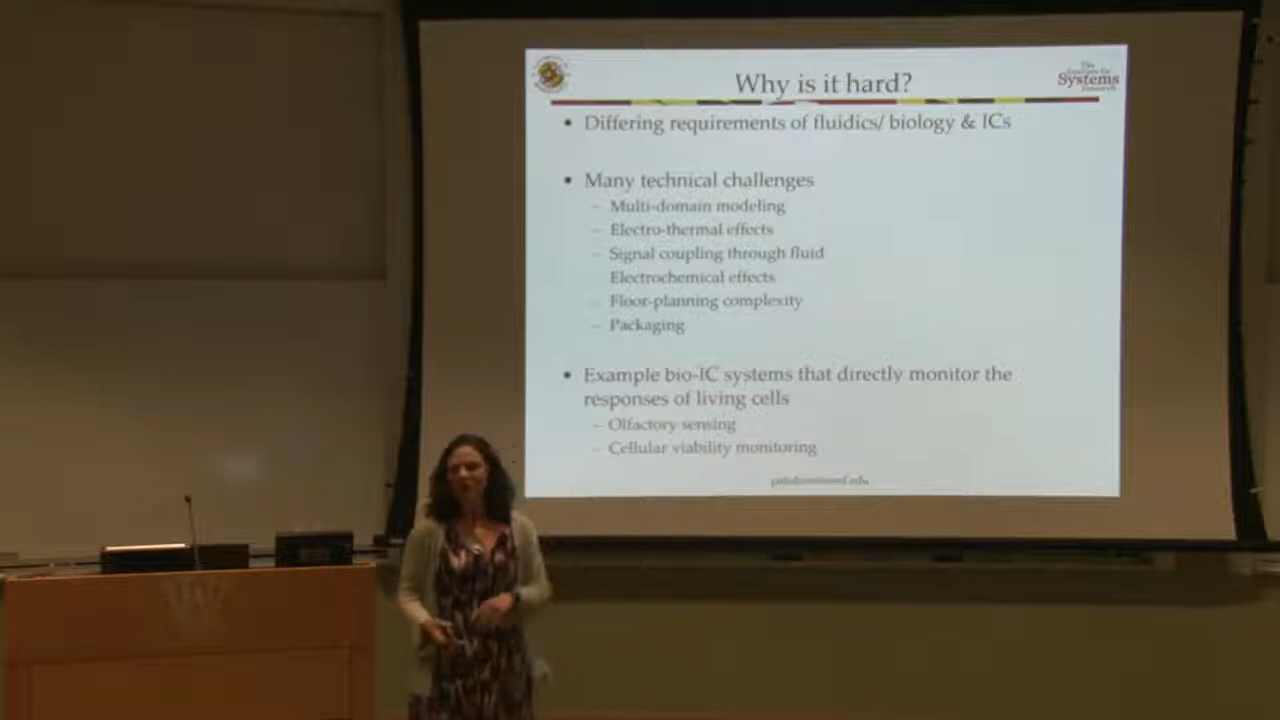 Why is it hard?
The
Systems
• Differing requirements of fluidics/ biology & ICs
• Many technical challenges
– Multi-domain modeling
– Electro-thermal effects
– Signal coupling through fluid
Electrochemical effects
– Floor-planning complexity
– Packaging
• Example bio-IC systems that directly monitor the
responses of living cells
– Olfactory sensing
– Cellular viability monitoring
W